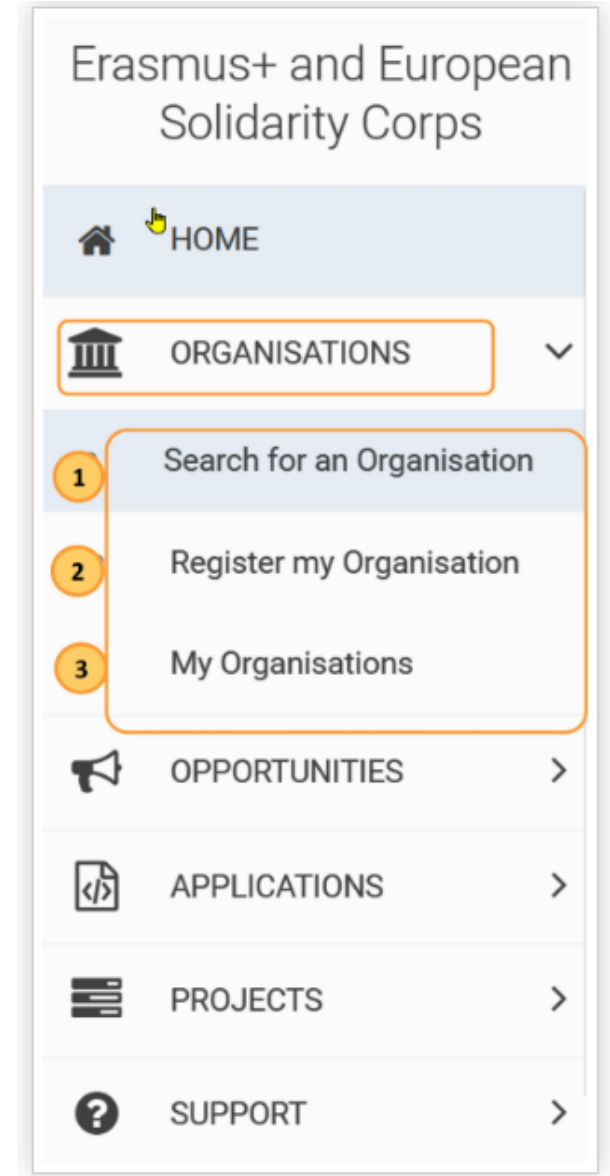 Erasmus+ and European
Solidarity Corps
HOME
ORGANISATIONS
1 Search for an Organisation
2 Register my Organisation
3 My Organisations
OPPORTUNITIES
APPLICATIONS
PROJECTS
SUPPORT